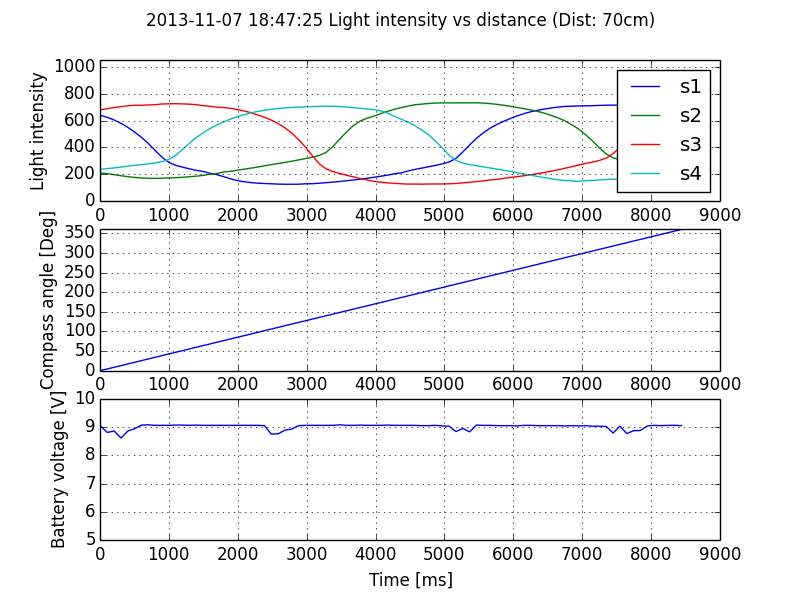 2013-11-07 18:47:25 Light intensity vs distance (Dist: 70cm)
Light intensity
1000
800
600
400
200
0
s1
s2
s3
s4
0 1000 2000 3000 4000 5000 6000 7000 8000 9000
Compass angle [Deg]
350
300
250
200
150
100
50
0
0 1000 2000 3000 4000 5000 6000 7000 8000 9000
Battery voltage [V]
10
9
8
7
6
5
0 1000 2000 3000 4000 5000 6000 7000 8000 9000
Time [ms]